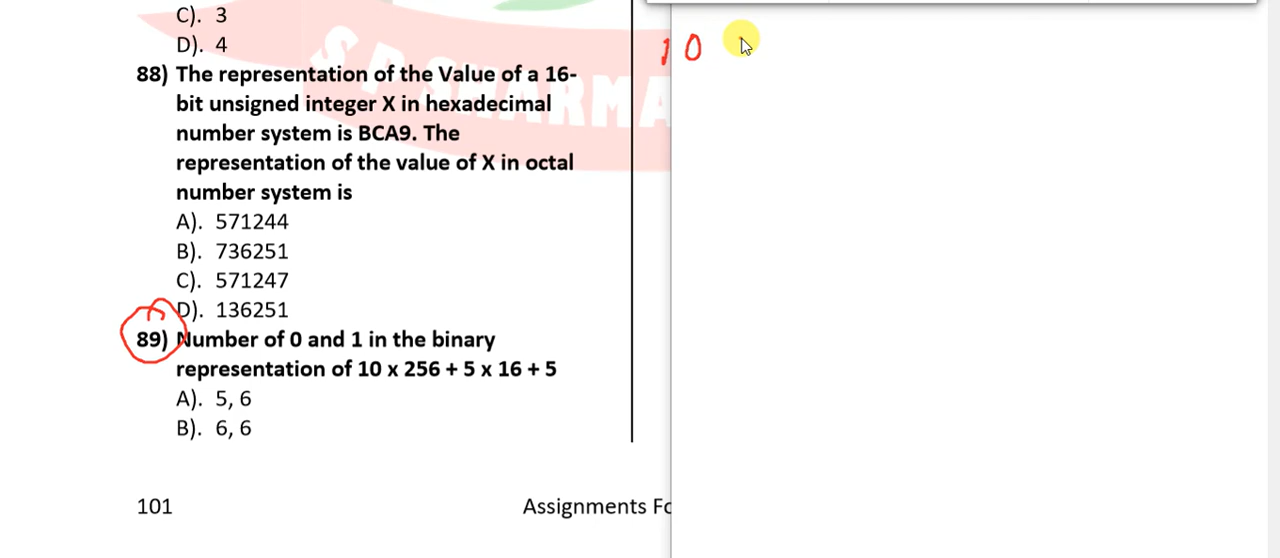 C). 3
D). 4
88) The representation of the Value of a 16-
bit unsigned integer X in hexadecimal
number system is BCA9. The
representation of the value of X in octal
number system is
A). 571244
B). 736251
C). 571247
D). 136251
89) Number of 0 and 1 in the binary
representation of 10 x 256 + 5 x 16 + 5
A). 5, 6
B). 6, 6
101
Assignments Fo
S P SHARMA
10